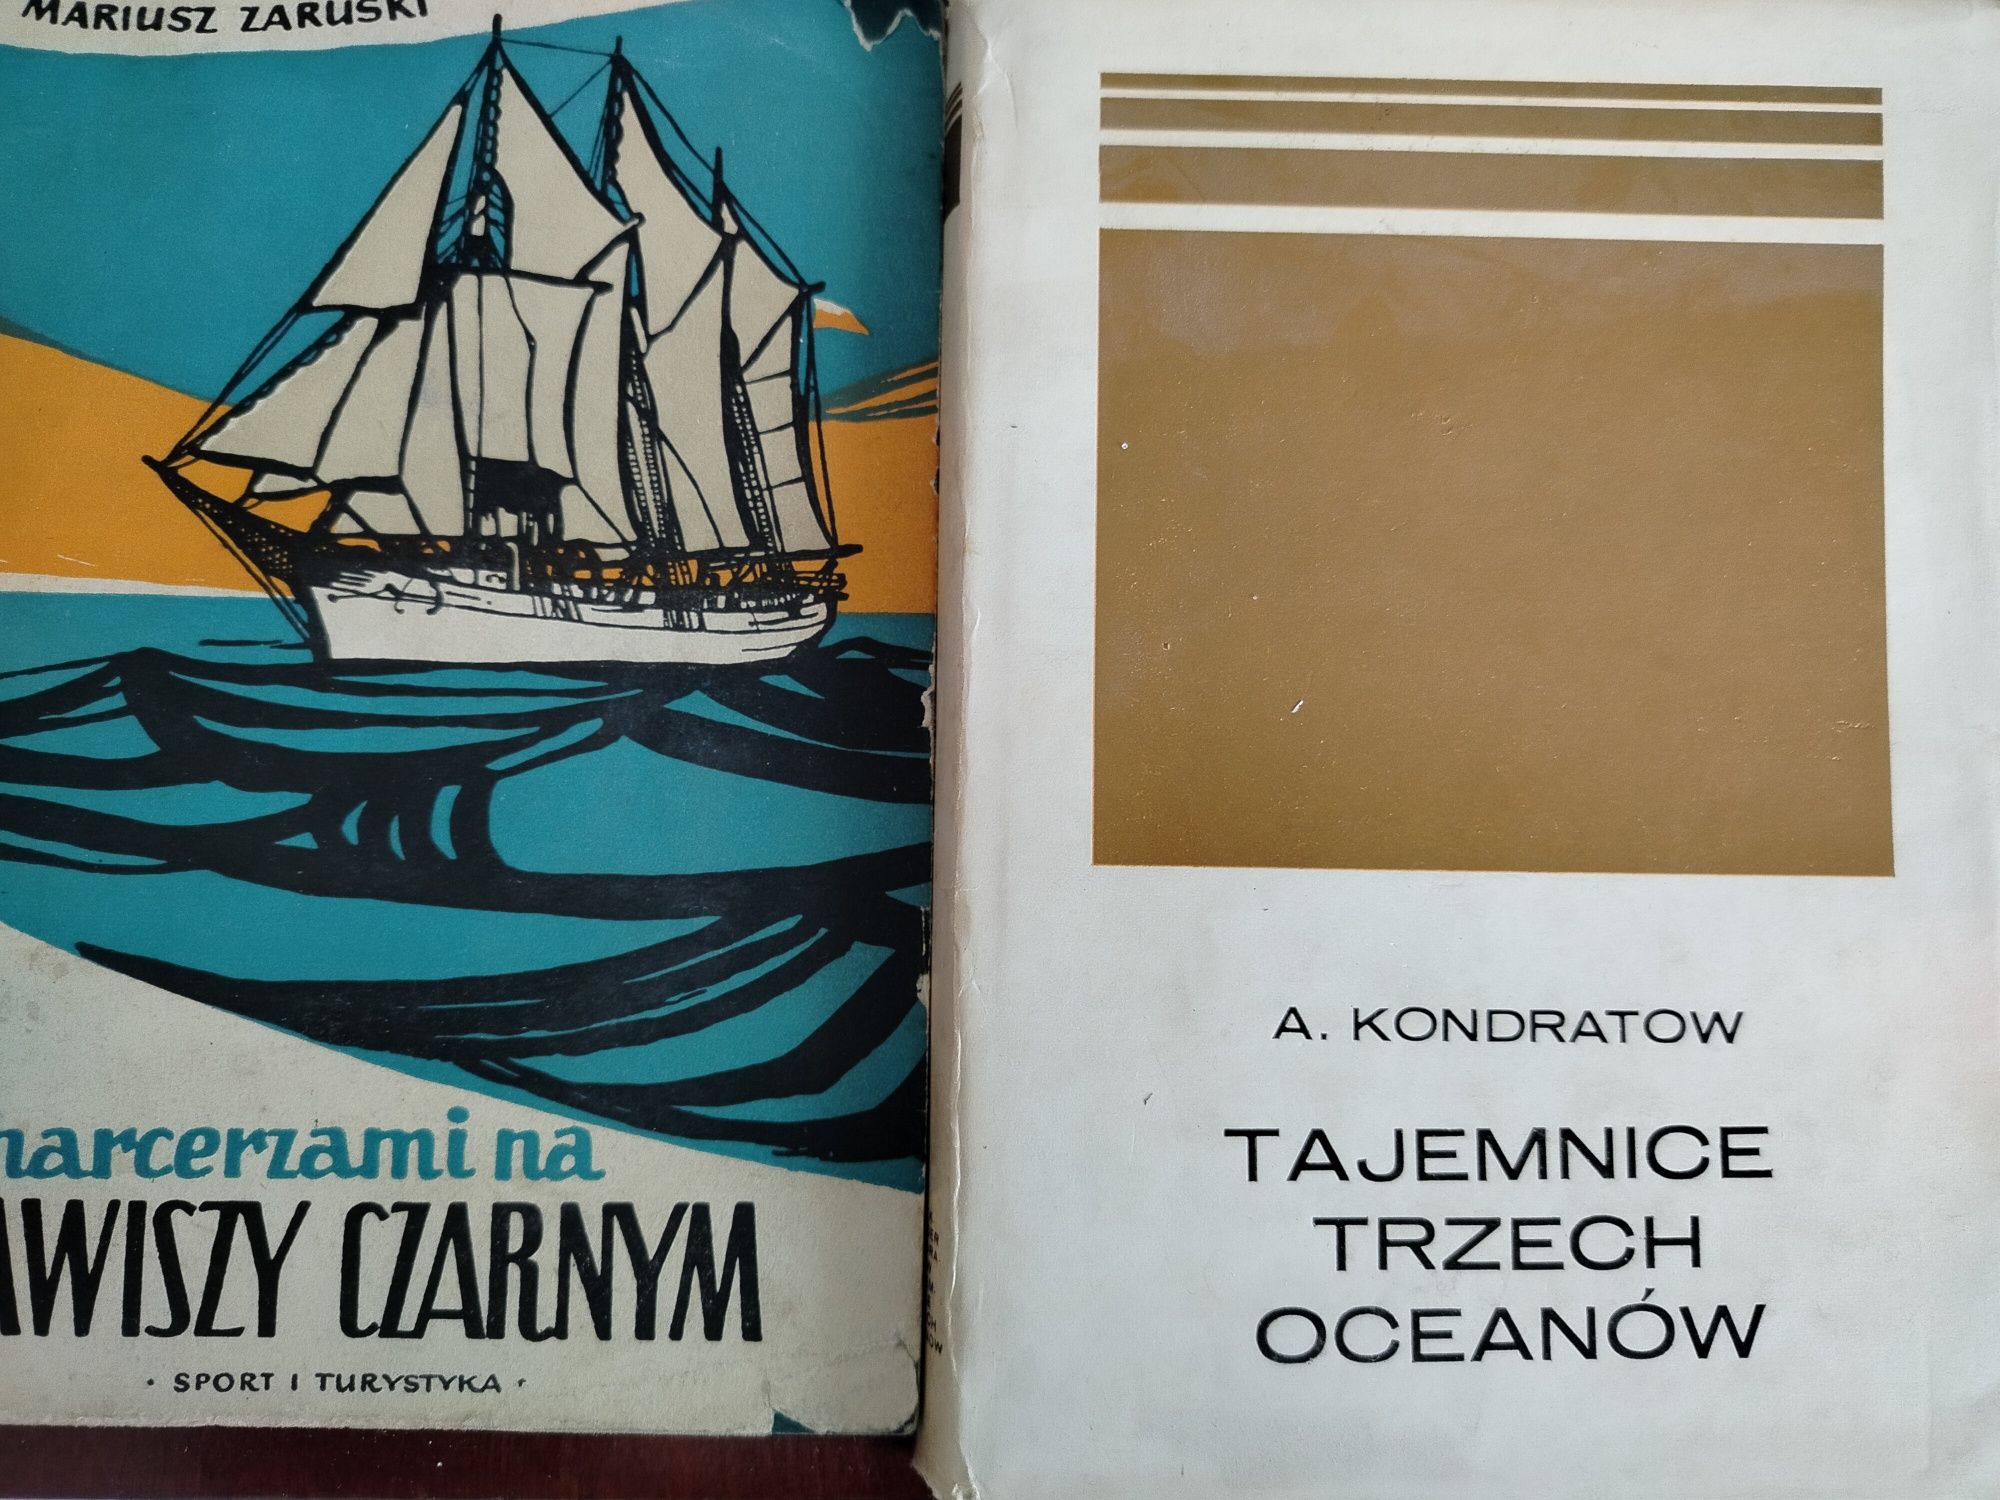 MARIUSZ ZARUSKI
harcerzami na
AWISZY CZARNYM
· SPORT I TURYSTYKA ·
A. KONDRATOW
TAJEMNICE
TRZECH
OCEANÓW